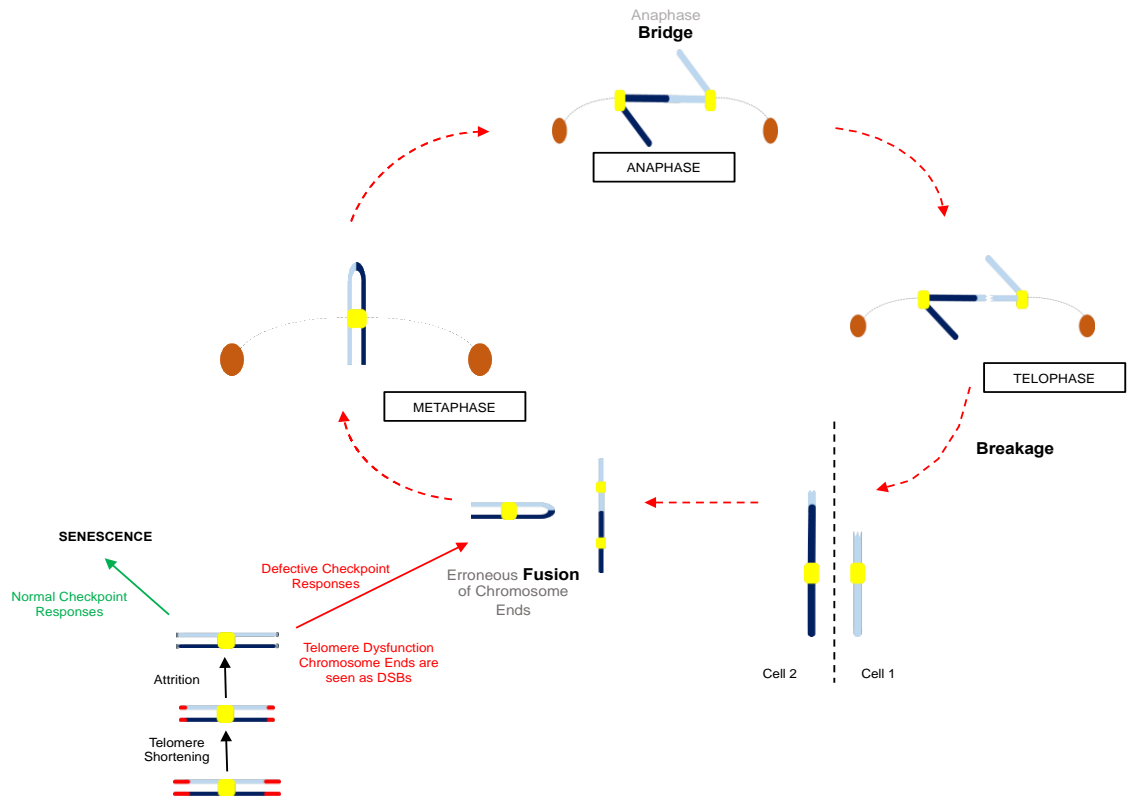 Anaphase
Bridge
ANAPHASE
TELOPHASE
METAPHASE
Breakage
SENESCENCE
Normal Checkpoint
Responses
Defective Checkpoint
Responses
Erroneous Fusion
of Chromosome
Ends
Telomere Dysfunction
Chromosome Ends are
seen as DSBs
Attrition
Telomere
Shortening
Cell 2
Cell 1